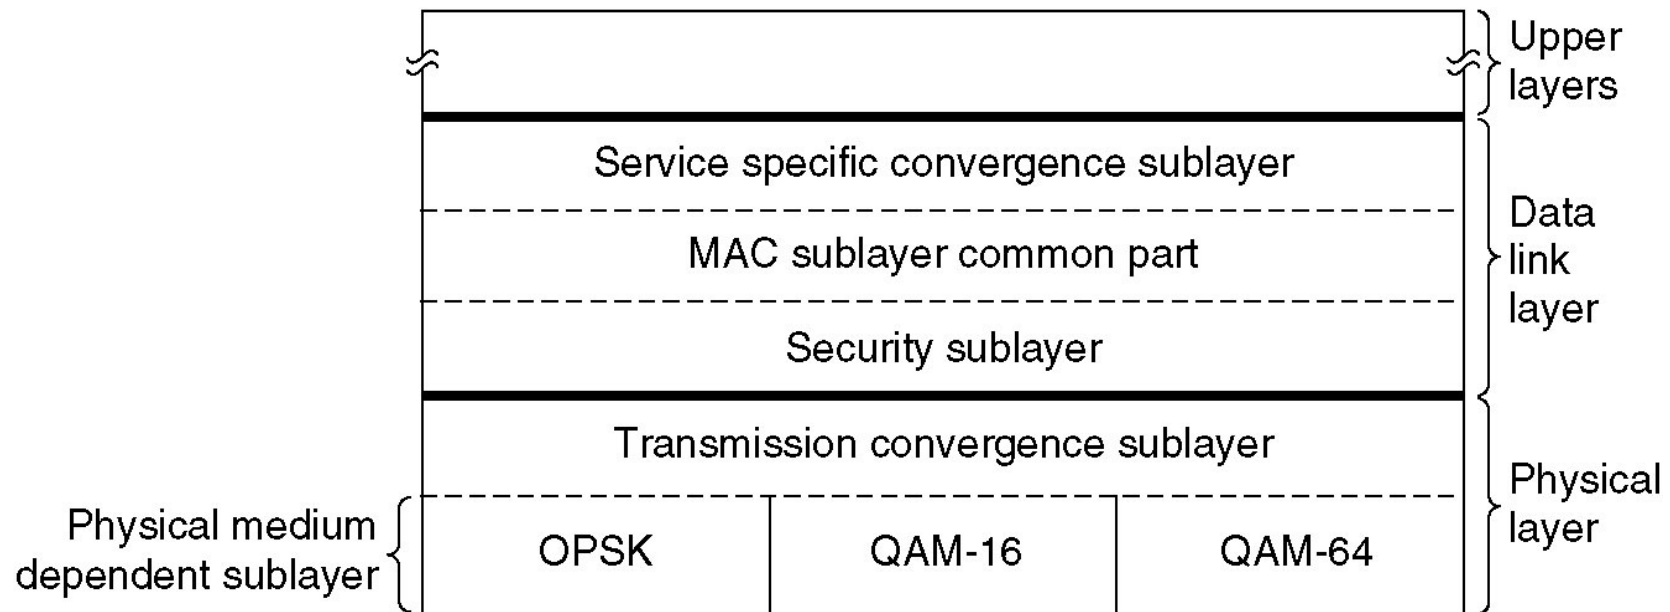 Upper
layers
Service specific convergence sublayer
MAC sublayer common part
Security sublayer
Data
link
layer
Transmission convergence sublayer
Physical
layer
Physical medium
dependent sublayer
OPSK
QAM-16
QAM-64